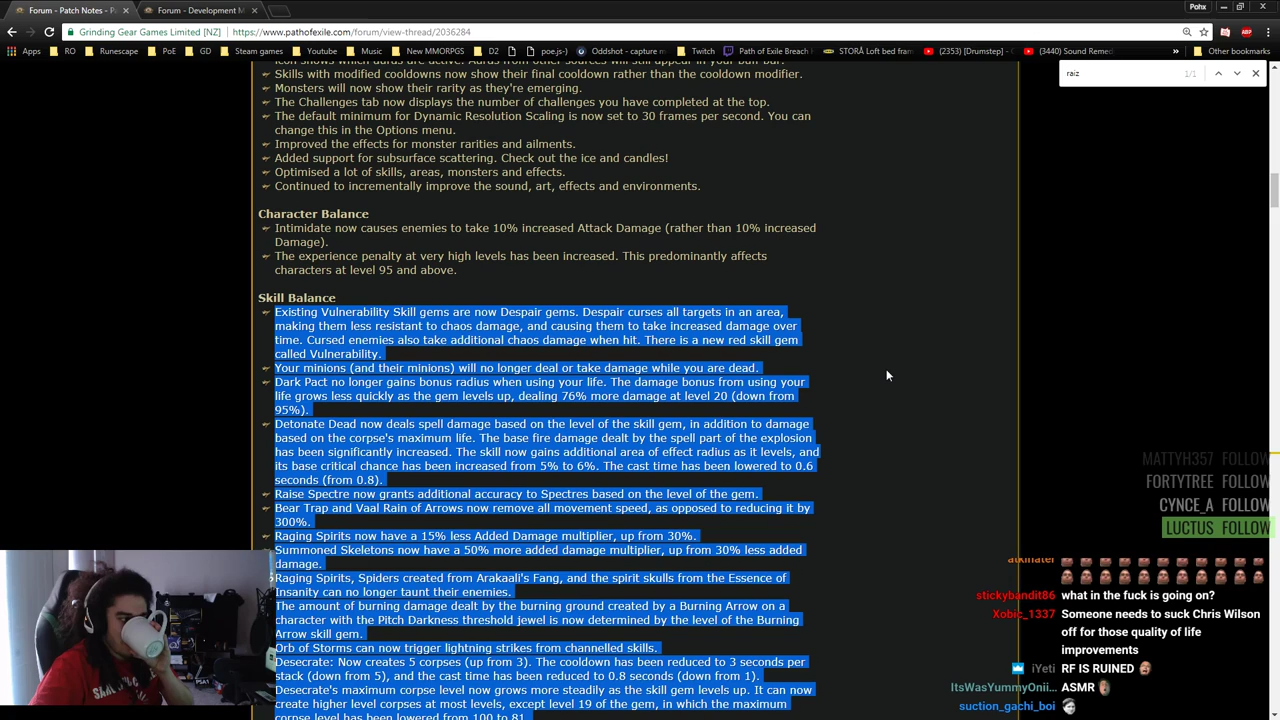 Forum - Patch Notes - P
Forum - Development M
Pohx
Grinding Gear Games Limited [NZ] https://www.pathofexile.com/forum/view-thread/2036284
Apps RO Runescape PoE GD Steam games Youtube Music New MMORPGS D2 poe.js-) Oddshot - capture m Twitch Path of Exile Breach STORÅ Loft bed fram (2353) [Drumstep] — (3440) Sound Remed » Other bookmarks
raiz 1/1
icon shows which auras are active. Auras from other sources will still appear in your buff bar.
Skills with modified cooldowns now show their final cooldown rather than the cooldown modifier.
Monsters will now show their rarity as they're emerging.
The Challenges tab now displays the number of challenges you have completed at the top.
The default minimum for Dynamic Resolution Scaling is now set to 30 frames per second. You can
change this in the Options menu.
Improved the effects for monster rarities and ailments.
Added support for subsurface scattering. Check out the ice and candles!
Optimised a lot of skills, areas, monsters and effects.
Continued to incrementally improve the sound, art, effects and environments.
Character Balance
Intimidate now causes enemies to take 10% increased Attack Damage (rather than 10% increased
Damage).
The experience penalty at very high levels has been increased. This predominantly affects
characters at level 95 and above.
Skill Balance
Existing Vulnerability Skill gems are now Despair gems. Despair curses all targets in an area,
making them less resistant to chaos damage, and causing them to take increased damage over
time. Cursed enemies also take additional chaos damage when hit. There is a new red skill gem
called Vulnerability.
Your minions (and their minions) will no longer deal or take damage while you are dead.
Dark Pact no longer gains bonus radius when using your life. The damage bonus from using your
life grows less quickly as the gem levels up, dealing 76% more damage at level 20 (down from
95%).
Detonate Dead now deals spell damage based on the level of the skill gem, in addition to damage
based on the corpse's maximum life. The base fire damage dealt by the spell part of the explosion
has been significantly increased. The skill now gains additional area of effect radius as it levels, and
its base critical chance has been increased from 5% to 6%. The cast time has been lowered to 0.6
seconds (from 0.8).
Raise Spectre now grants additional accuracy to Spectres based on the level of the gem.
Bear Trap and Vaal Rain of Arrows now remove all movement speed, as opposed to reducing it by
300%.
Raging Spirits now have a 15% less Added Damage multiplier, up from 30%.
Summoned Skeletons now have a 50% more added damage multiplier, up from 30% less added
damage.
Raging Spirits, Spiders created from Arakaali's Fang, and the spirit skulls from the Essence of
Insanity can no longer taunt their enemies.
The amount of burning damage dealt by the burning ground created by a Burning Arrow on a
character with the Pitch Darkness threshold jewel is now determined by the level of the Burning
Arrow skill gem.
Orb of Storms can now trigger lightning strikes from channelled skills.
Desecrate: Now creates 5 corpses (up from 3). The cooldown has been reduced to 3 seconds per
stack (down from 5), and the cast time has been reduced to 0.8 seconds (down from 1).
Desecrate's maximum corpse level now grows more steadily as the skill gem levels up. It can now
create higher level corpses at most levels, except level 19 of the gem, in which the maximum
corpse level has been lowered from 100 to 81.
MATTYH357 FOLLOW
FORTYTREE FOLLOW
CYNCE_A FOLLOW
LUCTUS FOLLOW
stickybandit86 what in the fuck is going on?
Xobic_1337 Someone needs to suck Chris Wilson
off for those quality of life
improvements
iYeti RF IS RUINED
ItsWasYummyOnii... ASMR
suction_gachi_boi